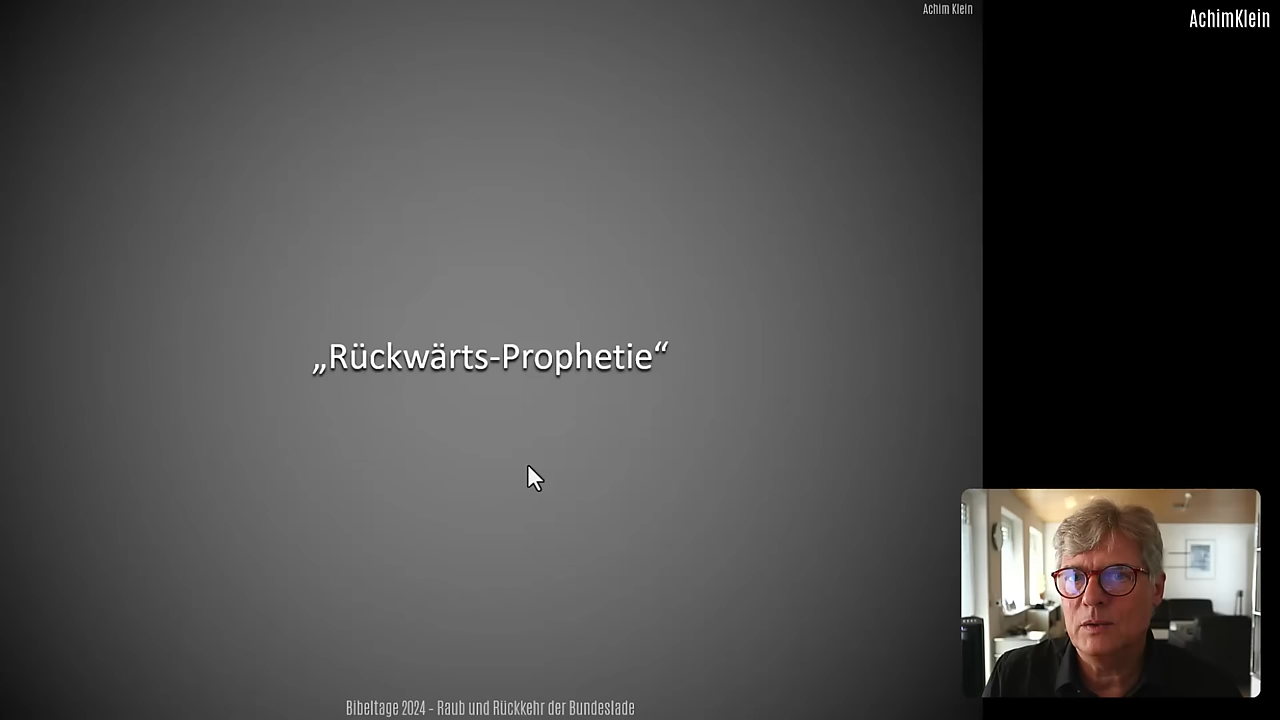 Achim Klein
AchimKlein
„Rückwärts-Prophetie“
Bibeltage 2024 – Raub und Rückkehr der Bundeslade